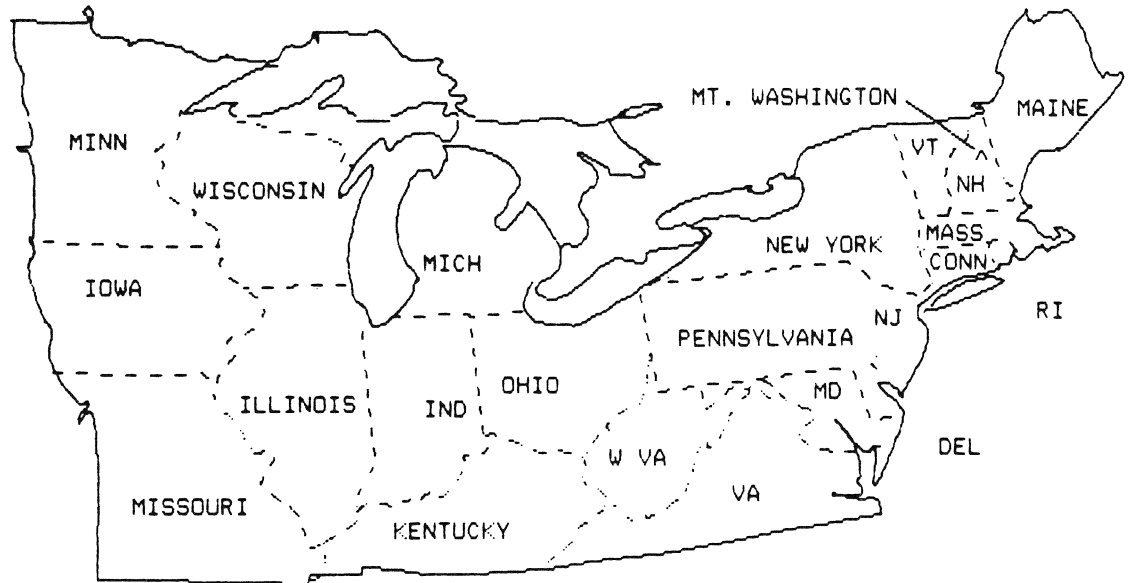 MT. WASHINGTON
MAINE
MINN
VT
WISCONSIN
NH
MASS
NEW YORK
CONN
MICH
IOWA
RI
NJ
PENNSYLVANIA
OHIO
MD
ILLINOIS
IND
DEL
W VA
VA
MISSOURI
KENTUCKY